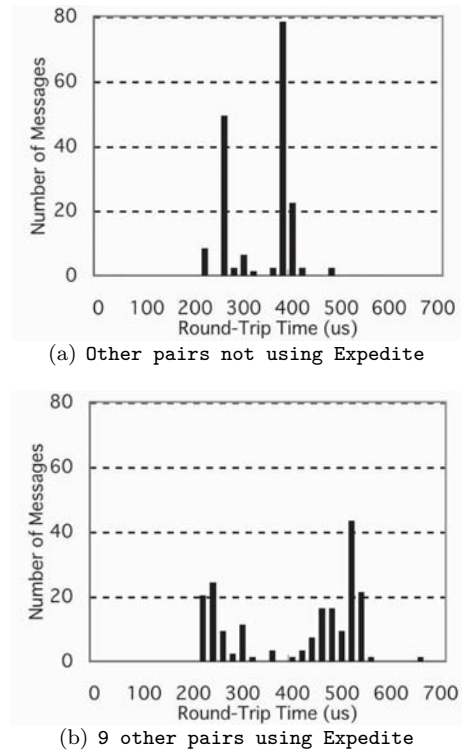 80
60
40
20
0
Number of Messages
0 100 200 300 400 500 600 700
Round-Trip Time (us)
(a) Other pairs not using Expedite
80
60
40
20
0
Number of Messages
0 100 200 300 400 500 600 700
Round-Trip Time (us)
(b) 9 other pairs using Expedite